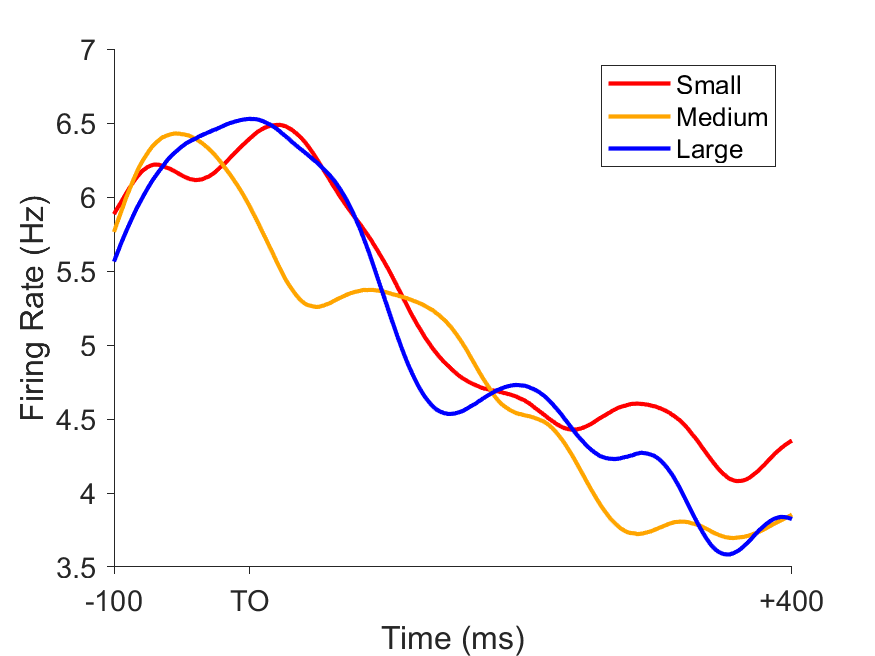 7
6.5
6
5.5
5
4.5
4
3.5
Firing Rate (Hz)
Small
Medium
Large
-100 TO +400
Time (ms)